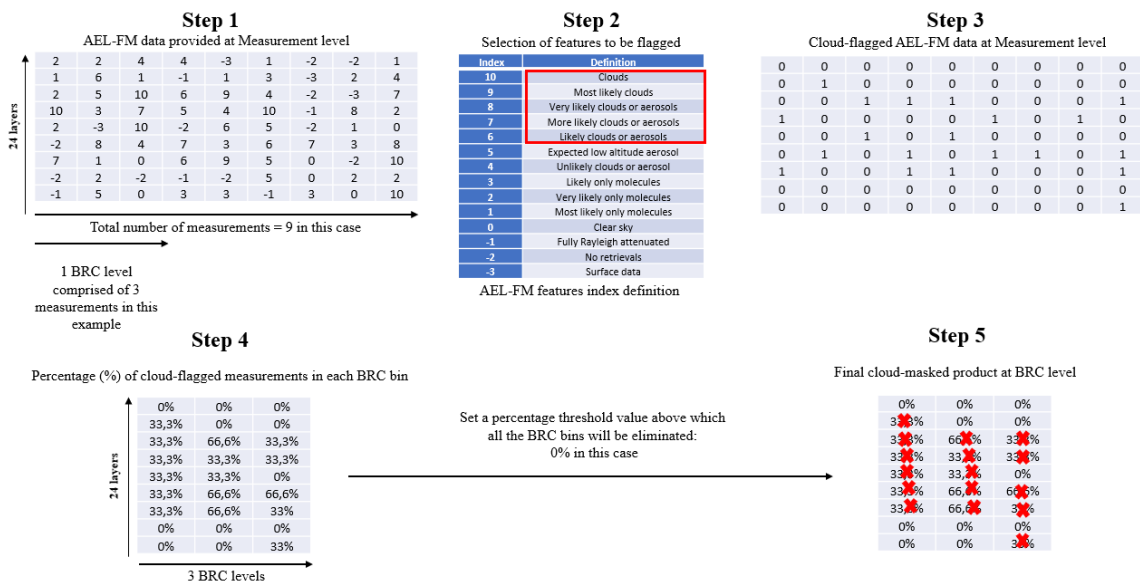 Step 1
AEL-FM data provided at Measurement level
24 layers
2 2 4 4 -3 1 -2 -2 1
1 6 1 -1 1 3 -3 2 4
2 5 10 6 9 4 -2 -3 7
10 3 7 5 4 10 -1 8 2
2 -3 10 -2 6 5 -2 1 0
-2 8 4 7 3 6 7 3 8
7 1 0 6 9 5 0 -2 10
-2 2 -2 -1 -2 5 0 2 2
-1 5 0 3 3 -1 3 0 10
Total number of measurements = 9 in this case
1 BRC level
comprised of 3
measurements in this
example
Step 2
Selection of features to be flagged
Index Definition
10 Clouds
9 Most likely clouds
8 Very likely clouds or aerosols
7 More likely clouds or aerosols
6 Likely clouds or aerosols
5 Expected low altitude aerosol
4 Unlikely clouds or aerosol
3 Likely only molecules
2 Very likely only molecules
1 Most likely only molecules
0 Clear sky
-1 Fully Rayleigh attenuated
-2 No retrievals
-3 Surface data
AEL-FM features index definition
Step 3
Cloud-flagged AEL-FM data at Measurement level
0 0 0 0 0 0 0 0 0
0 1 0 0 0 0 0 0 0
0 0 1 1 1 0 0 0 1
1 0 0 0 0 1 0 1 0
0 0 1 0 1 0 0 0 0
0 1 0 1 0 1 1 0 1
1 0 0 1 1 0 0 0 1
0 0 0 0 0 0 0 0 0
0 0 0 0 0 0 0 0 1
Step 4
Percentage (%) of cloud-flagged measurements in each BRC bin
24 layers
0% 0% 0%
33,3% 0% 0%
33,3% 66,6% 33,3%
33,3% 33,3% 33,3%
33,3% 33,3% 0%
33,3% 66,6% 66,6%
33,3% 66,6% 33%
0% 0% 0%
0% 0% 33%
3 BRC levels
Set a percentage threshold value above which
all the BRC bins will be eliminated:
0% in this case
Step 5
Final cloud-masked product at BRC level
0% 0% 0%
0% 0%
0%
0% 0% 0%
0% 0%